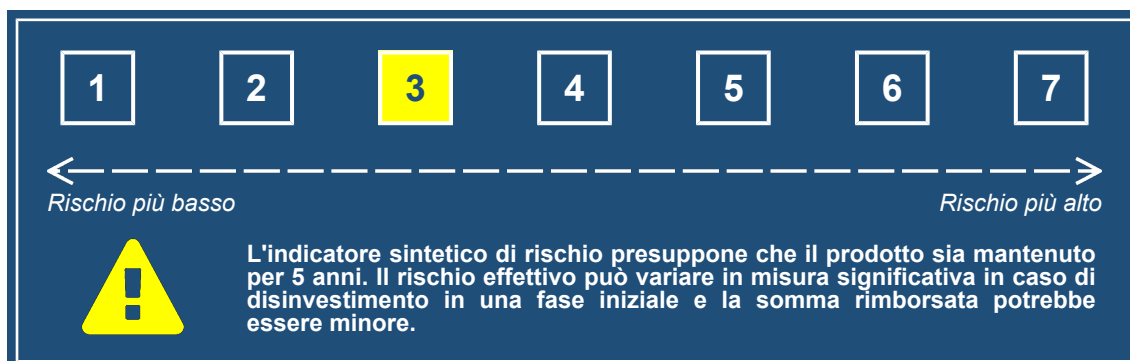 1 2 3 4 5 6 7
Rischio più basso Rischio più alto
L'indicatore sintetico di rischio presuppone che il prodotto sia mantenuto
per 5 anni. Il rischio effettivo può variare in misura significativa in caso di
disinvestimento in una fase iniziale e la somma rimborsata potrebbe
essere minore.